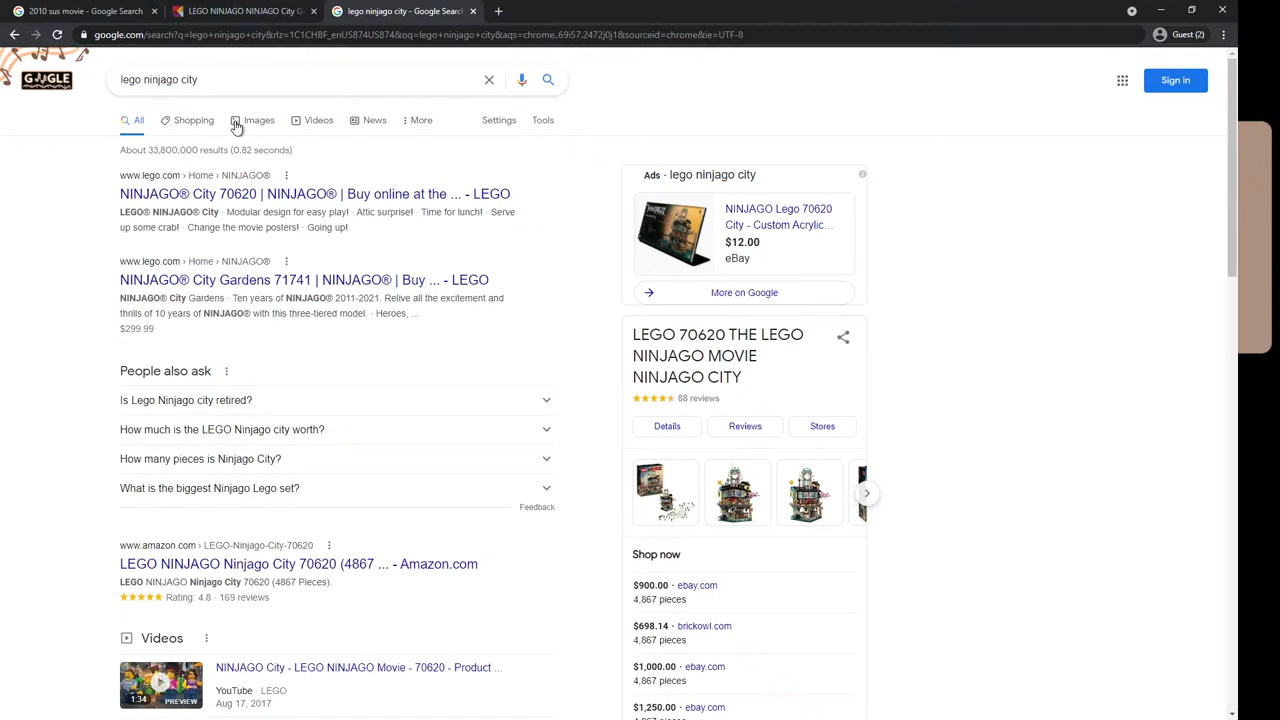 2010 sus movie - Google Search
LEGO NINJAGO NINJAGO City G
lego ninjago city - Google Search
google.com/search?q=lego+ninjago+city&rlz=1C1CHBF_enUS874US874&oq=lego+ninjago+city&aqs=chrome..69i57.2472j0j1&sourceid=chrome&ie=UTF-8
Guest (2)
lego ninjago city
Sign in
All
Shopping
Images
Videos
News
More
Settings
Tools
About 33,800,000 results (0.82 seconds)
www.lego.com › Home › NINJAGO®
NINJAGO® City 70620 | NINJAGO® | Buy online at the ... - LEGO
LEGO® NINJAGO® City · Modular design for easy play! · Attic surprise! · Time for lunch! · Serve
up some crab! · Change the movie posters! · Going up!
www.lego.com › Home › NINJAGO®
NINJAGO® City Gardens 71741 | NINJAGO® | Buy ... - LEGO
NINJAGO® City Gardens · Ten years of NINJAGO® 2011-2021. Relive all the excitement and
thrills of 10 years of NINJAGO® with this three-tiered model. · Heroes, ...
$299.99
People also ask
Is Lego Ninjago city retired?
How much is the LEGO Ninjago city worth?
How many pieces is Ninjago City?
What is the biggest Ninjago Lego set?
Feedback
www.amazon.com › LEGO-Ninjago-City-70620
LEGO NINJAGO Ninjago City 70620 (4867 ... - Amazon.com
LEGO NINJAGO Ninjago City 70620 (4867 Pieces).
Rating: 4.8 · 169 reviews
Videos
1:34
PREVIEW
NINJAGO City - LEGO NINJAGO Movie - 70620 - Product ...
YouTube · LEGO
Aug 17, 2017
Ads · lego ninjago city
NINJAGO Lego 70620
City - Custom Acrylic...
$12.00
eBay
More on Google
LEGO 70620 THE LEGO
NINJAGO MOVIE
NINJAGO CITY
88 reviews
Details
Reviews
Stores
Shop now
$900.00 · ebay.com
4,867 pieces
$698.14 · brickowl.com
4,867 pieces
$1,000.00 · ebay.com
4,867 pieces
$1,250.00 · ebay.com